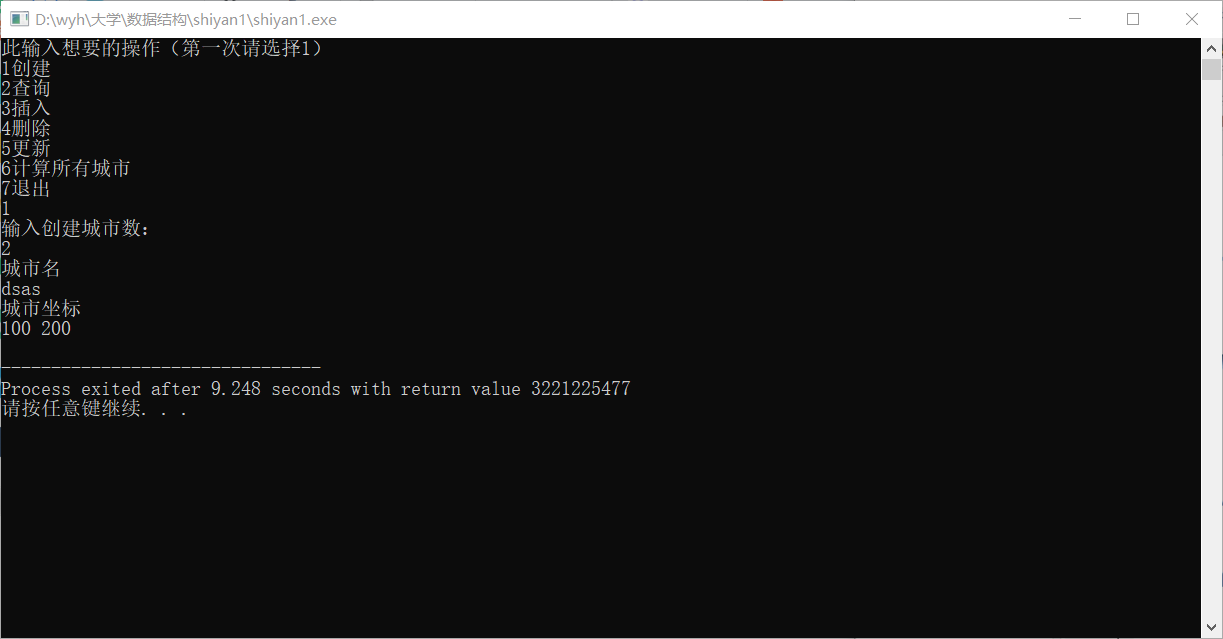 D:\wyh\大学\数据结构\shiyan1\shiyan1.exe
此输入想要的操作（第一次请选择1）
1创建
2查询
3插入
4删除
5更新
6计算所有城市
7退出
1
输入创建城市数：
2
城市名
dsas
城市坐标
100 200
--------------------------------
Process exited after 9.248 seconds with return value 3221225477
请按任意键继续. . .